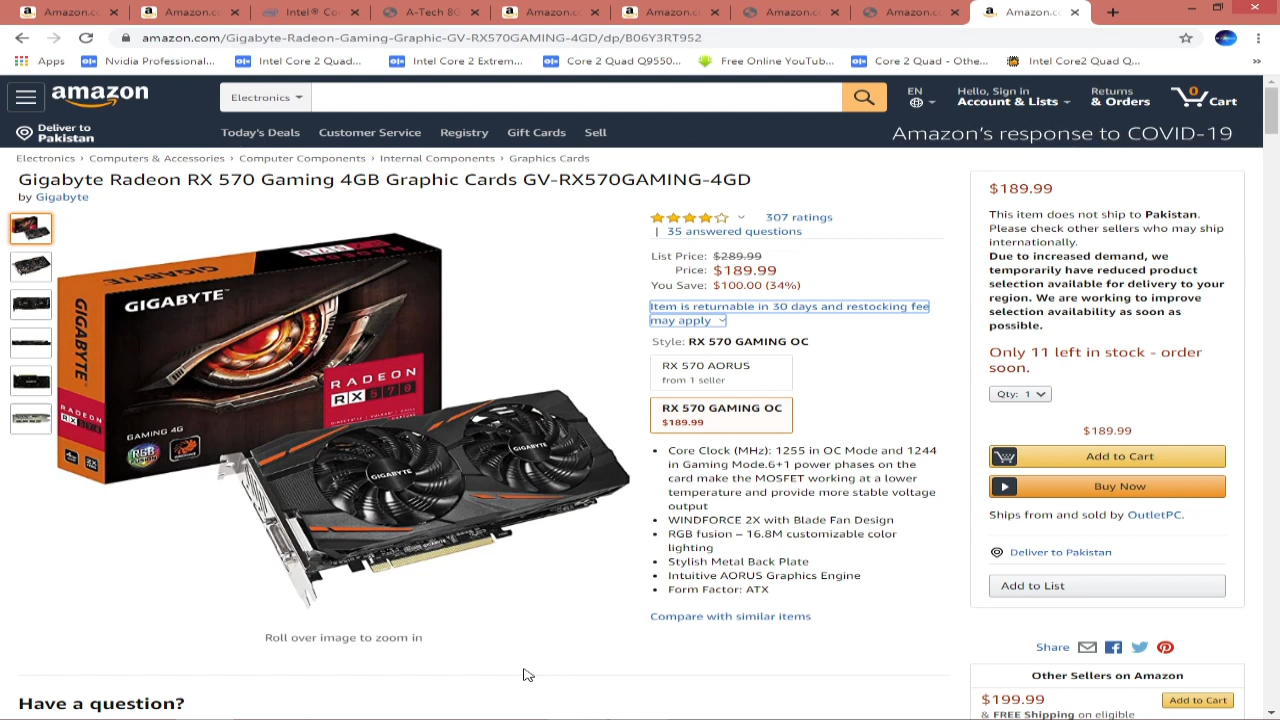 Amazon.c
Amazon.c
Intel® Co
A-Tech 8G
Amazon.c
Amazon.c
Amazon.c
Amazon.c
Amazon.c
amazon.com/Gigabyte-Radeon-Gaming-Graphic-GV-RX570GAMING-4GD/dp/B06Y3RT952
Apps
Nvidia Professional...
Intel Core 2 Quad...
Intel Core 2 Extrem...
Core 2 Quad Q9550...
Free Online YouTub...
Core 2 Quad - Othe...
Intel Core2 Quad Q...
»
amazon
Electronics
EN
Hello, Sign in
Account & Lists
Returns
& Orders
0
Cart
Deliver to
Pakistan
Today's Deals
Customer Service
Registry
Gift Cards
Sell
Amazon's response to COVID-19
Electronics › Computers & Accessories › Computer Components › Internal Components › Graphics Cards
Gigabyte Radeon RX 570 Gaming 4GB Graphic Cards GV-RX570GAMING-4GD
by Gigabyte
GIGABYTE
GIGABYTE
GIGABYTE
RADEON
RX 570
RADEON
RX 570
GAMING 4G
RGB
FUSION
GIGABYTE
GIGABYTE
Roll over image to zoom in
307 ratings
| 35 answered questions
List Price: $289.99
Price: $189.99
You Save: $100.00 (34%)
Item is returnable in 30 days and restocking fee
may apply
Style: RX 570 GAMING OC
RX 570 AORUS
from 1 seller
RX 570 GAMING OC
$189.99
• Core Clock (MHz): 1255 in OC Mode and 1244
in Gaming Mode.6+1 power phases on the
card make the MOSFET working at a lower
temperature and provide more stable voltage
output
• WINDFORCE 2X with Blade Fan Design
• RGB fusion – 16.8M customizable color
lighting
• Stylish Metal Back Plate
• Intuitive AORUS Graphics Engine
• Form Factor: ATX
Compare with similar items
$189.99
This item does not ship to Pakistan.
Please check other sellers who may ship
internationally.
Due to increased demand, we
temporarily have reduced product
selection available for delivery to your
region. We are working to improve
selection availability as soon as
possible.
Only 11 left in stock - order
soon.
Qty: 1
$189.99
Add to Cart
Buy Now
Ships from and sold by OutletPC.
Deliver to Pakistan
Add to List
Share
Other Sellers on Amazon
$199.99
Add to Cart
& FREE Shipping on eligible
Have a question?